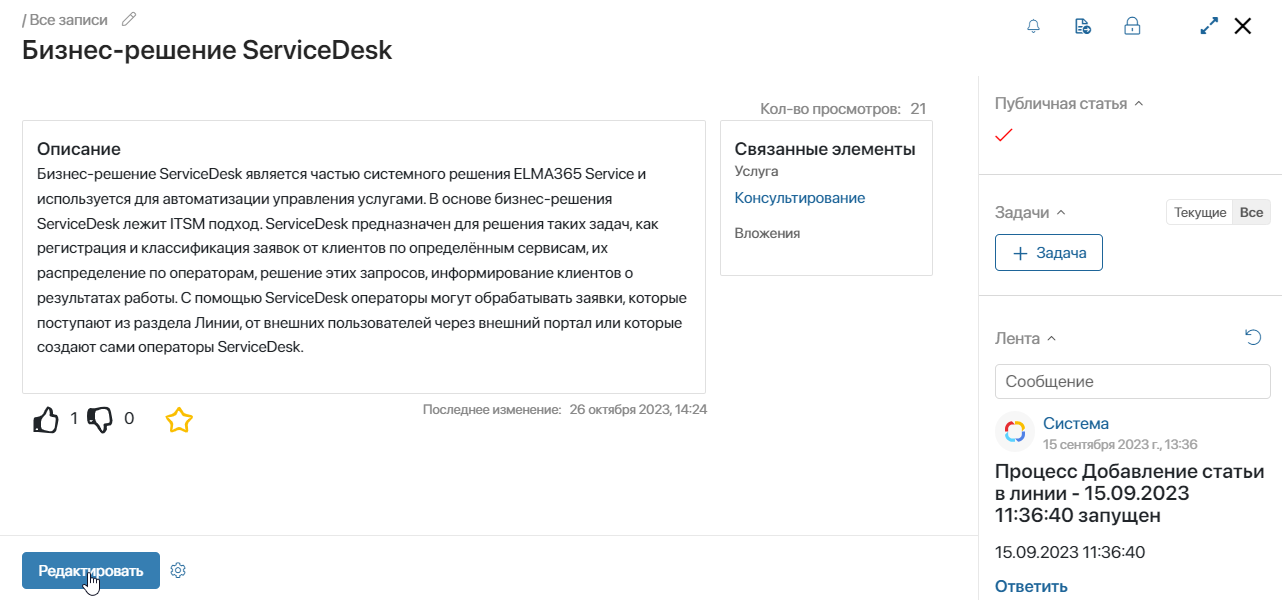 / Все записи
Бизнес-решение ServiceDesk
Кол-во просмотров: 21
Описание
Бизнес-решение ServiceDesk является частью системного решения ELMA365 Service и
используется для автоматизации управления услугами. В основе бизнес-решения
ServiceDesk лежит ITSM подход. ServiceDesk предназначен для решения таких задач, как
регистрация и классификация заявок от клиентов по определённым сервисам, их
распределение по операторам, решение этих запросов, информирование клиентов о
результатах работы. С помощью ServiceDesk операторы могут обрабатывать заявки, которые
поступают из раздела Линии, от внешних пользователей через внешний портал или которые
создают сами операторы ServiceDesk.
1 0
Последнее изменение: 26 октября 2023, 14:24
Связанные элементы
Услуга
Консультирование
Вложения
Редактировать
Публичная статья
Задачи
Текущие Все
+ Задача
Лента
Сообщение
Система
15 сентября 2023 г., 13:36
Процесс Добавление статьи
в линии - 15.09.2023
11:36:40 запущен
15.09.2023 11:36:40
Ответить